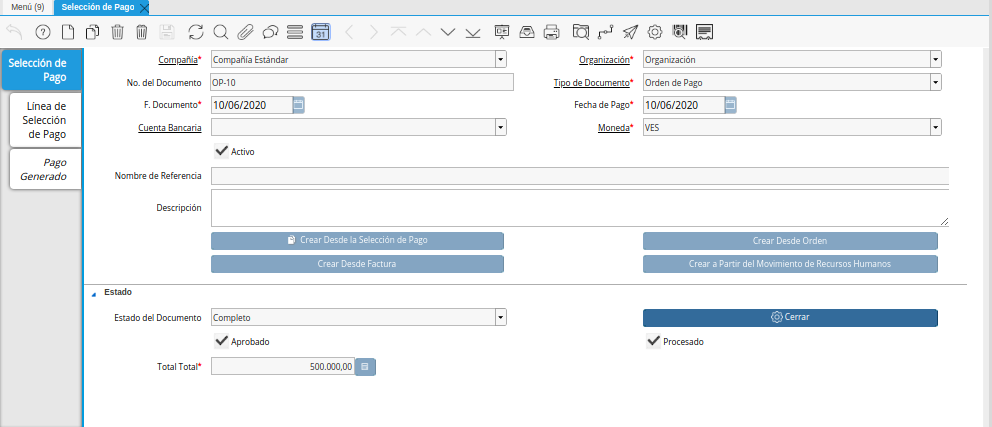 Menú (9)
Selección de Pago
31
Selección de
Pago
Línea de
Selección
de Pago
Pago
Generado
Compañía* Compañía Estándar
Organización* Organización
No. del Documento OP-10
Tipo de Documento* Orden de Pago
F. Documento* 10/06/2020
Fecha de Pago* 10/06/2020
Cuenta Bancaria
Moneda* VES
Activo
Nombre de Referencia
Descripción
Crear Desde la Selección de Pago
Crear Desde Orden
Crear Desde Factura
Crear a Partir del Movimiento de Recursos Humanos
Estado
Estado del Documento Completo
Cerrar
Aprobado
Procesado
Total Total* 500.000,00